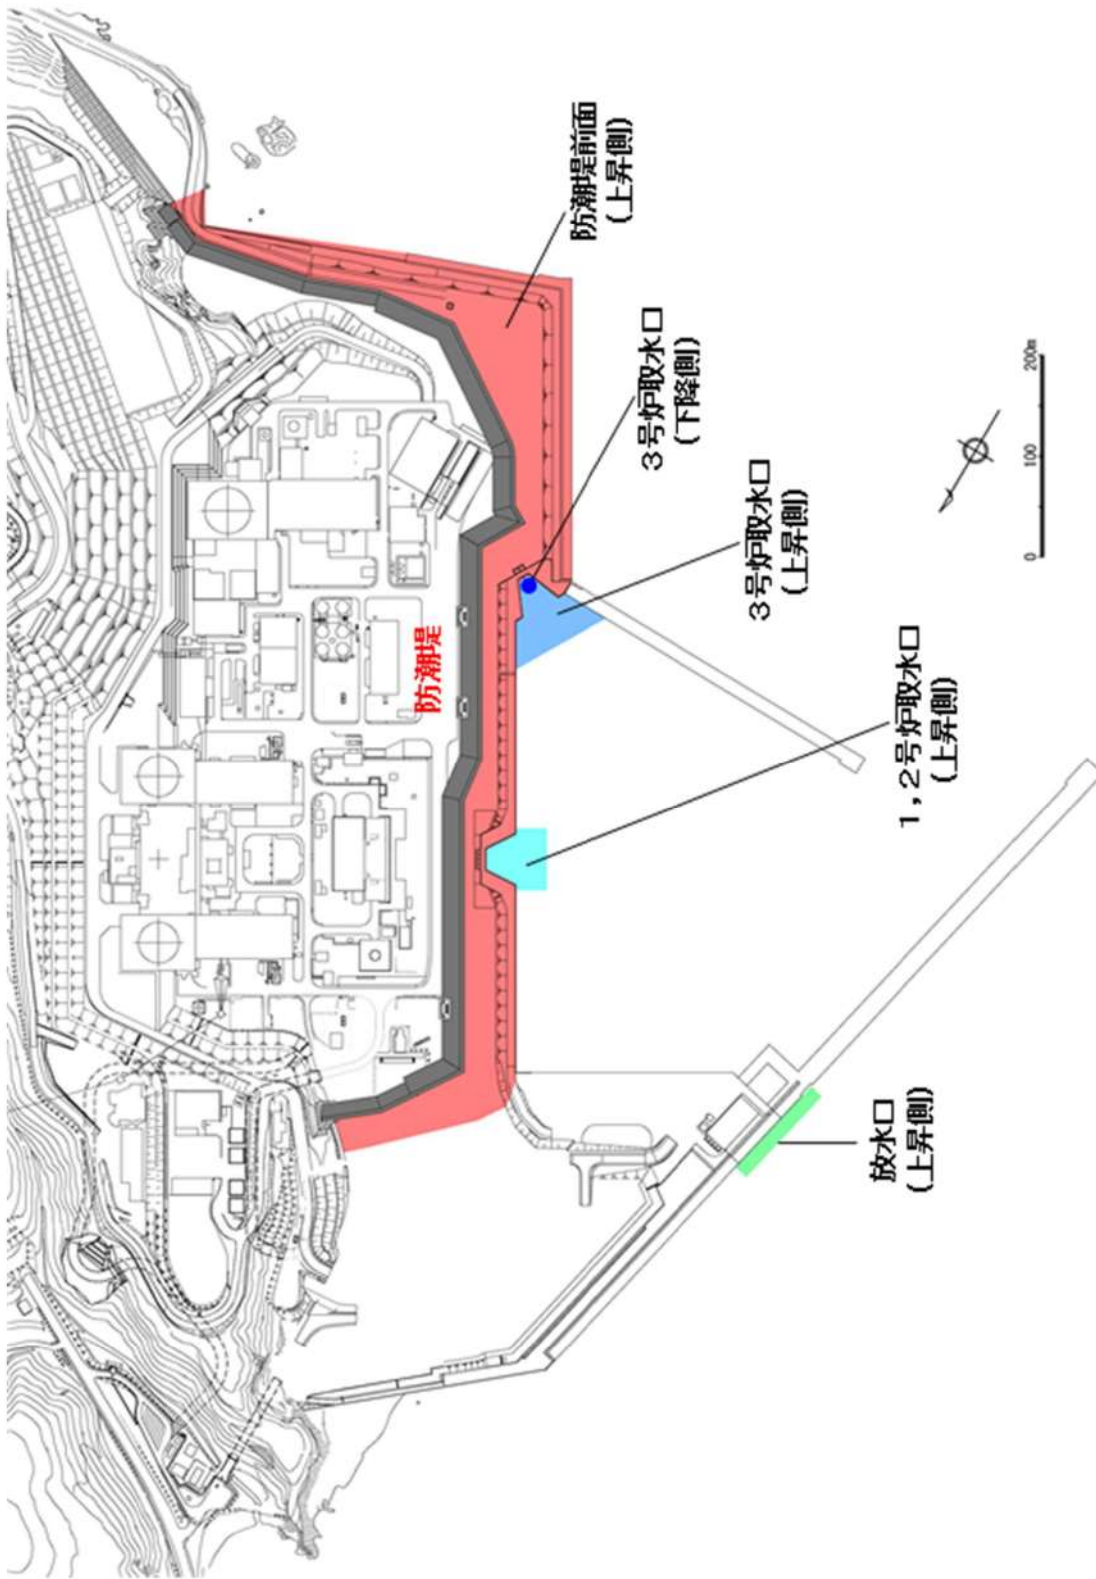 防潮堤前面
(上昇側)
3号炉取水口
(下降側)
3号炉取水口
(上昇側)
1,2号炉取水口
(上昇側)
放水口
(上昇側)
防潮堤
0
100
200m